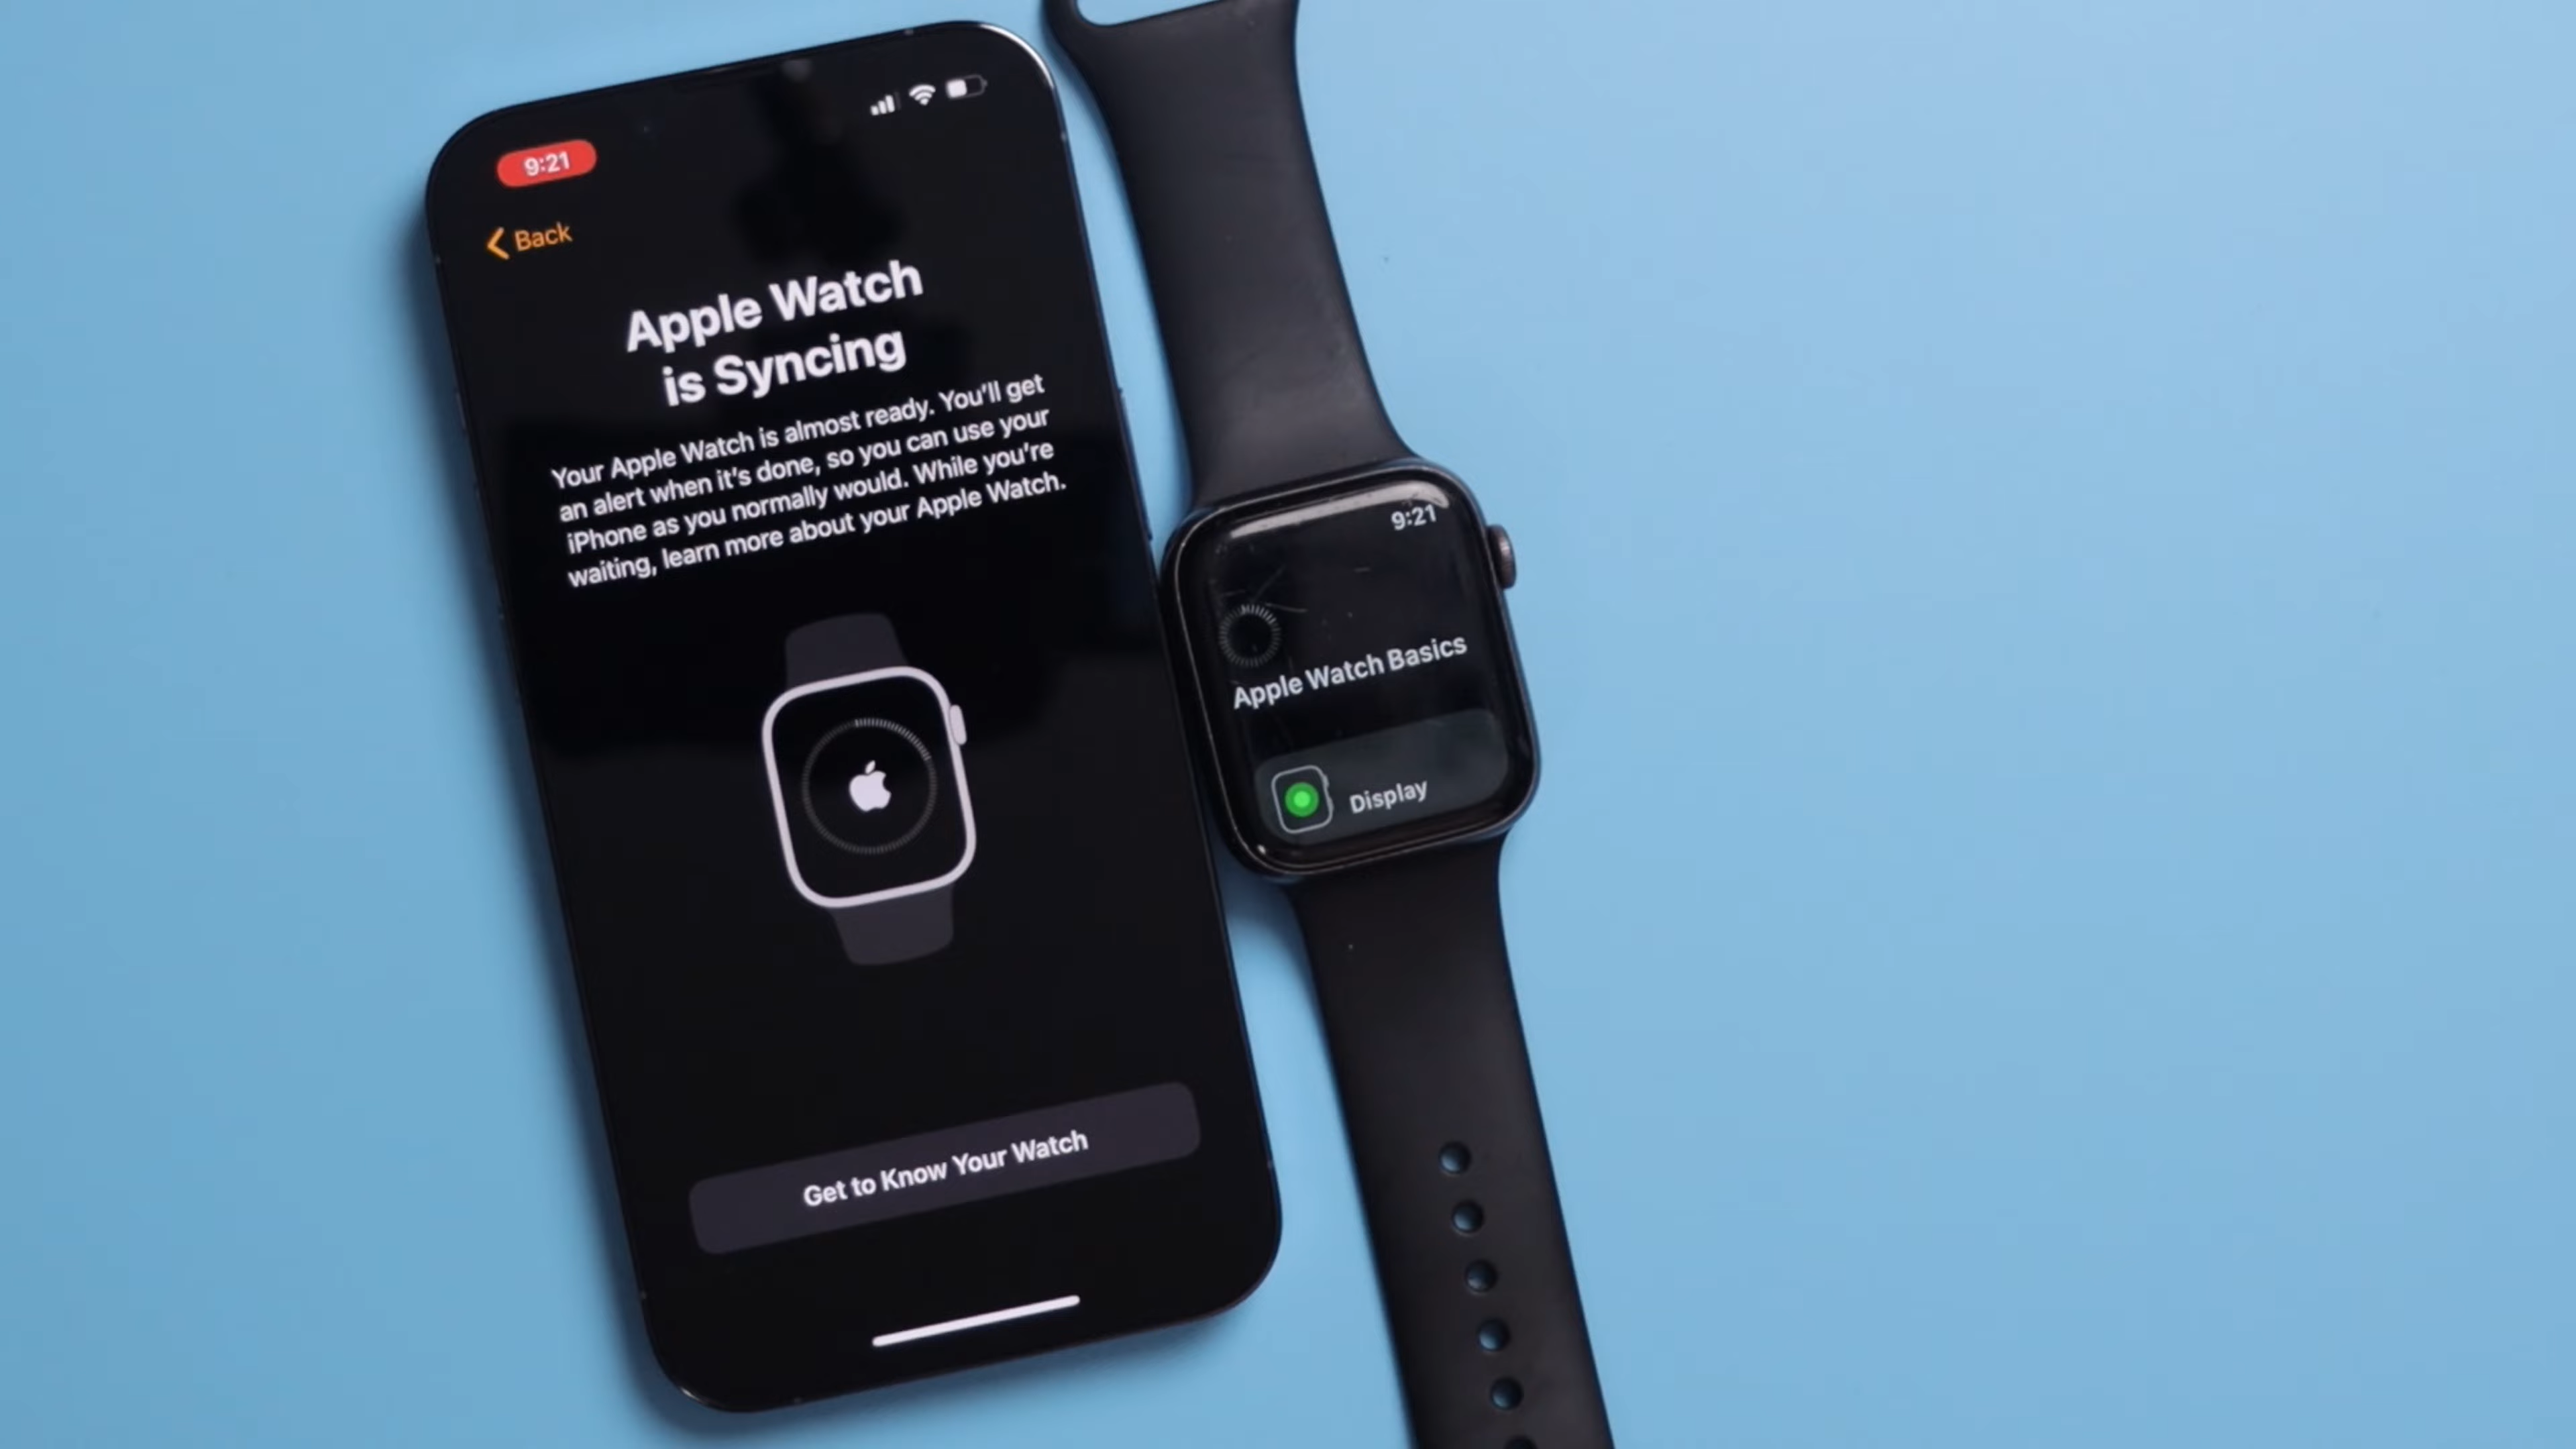 9:21
Back
Apple Watch
is Syncing
Your Apple Watch is almost ready. You'll get
an alert when it's done, so you can use your
iPhone as you normally would. While you're
waiting, learn more about your Apple Watch.
Get to Know Your Watch
9:21
Apple Watch Basics
Display